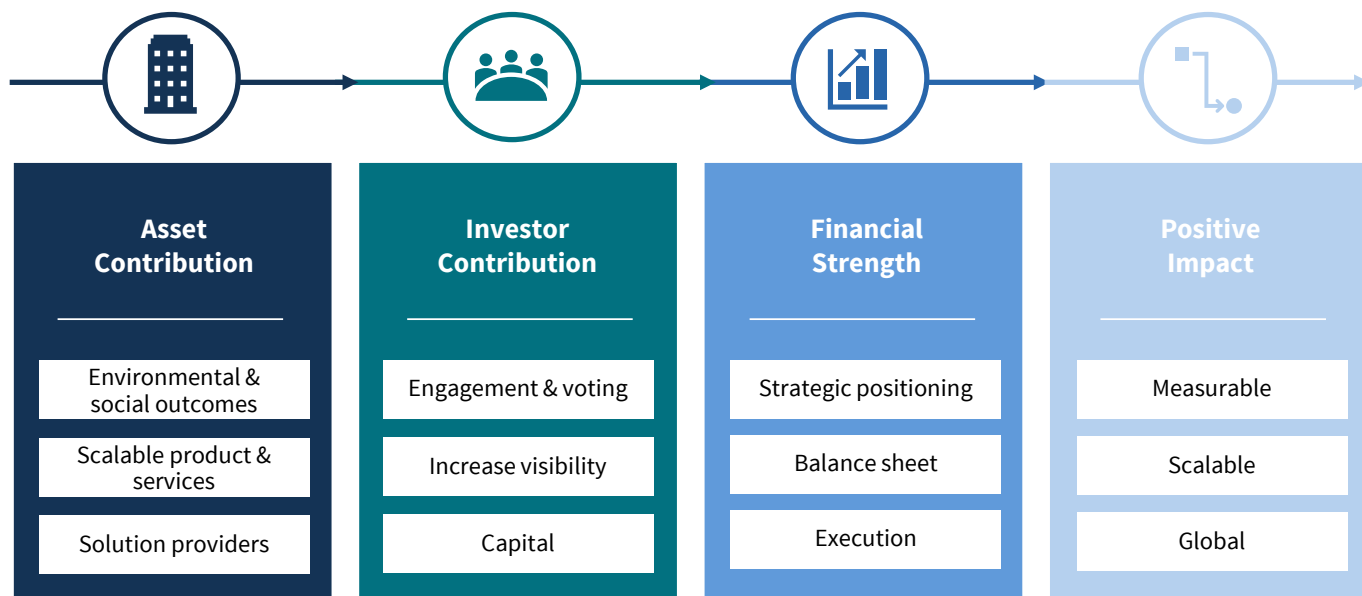 Asset
Contribution
Environmental &
social outcomes
Scalable product &
services
Solution providers
Investor
Contribution
Engagement & voting
Increase visibility
Capital
Financial
Strength
Strategic positioning
Balance sheet
Execution
Positive
Impact
Measurable
Scalable
Global